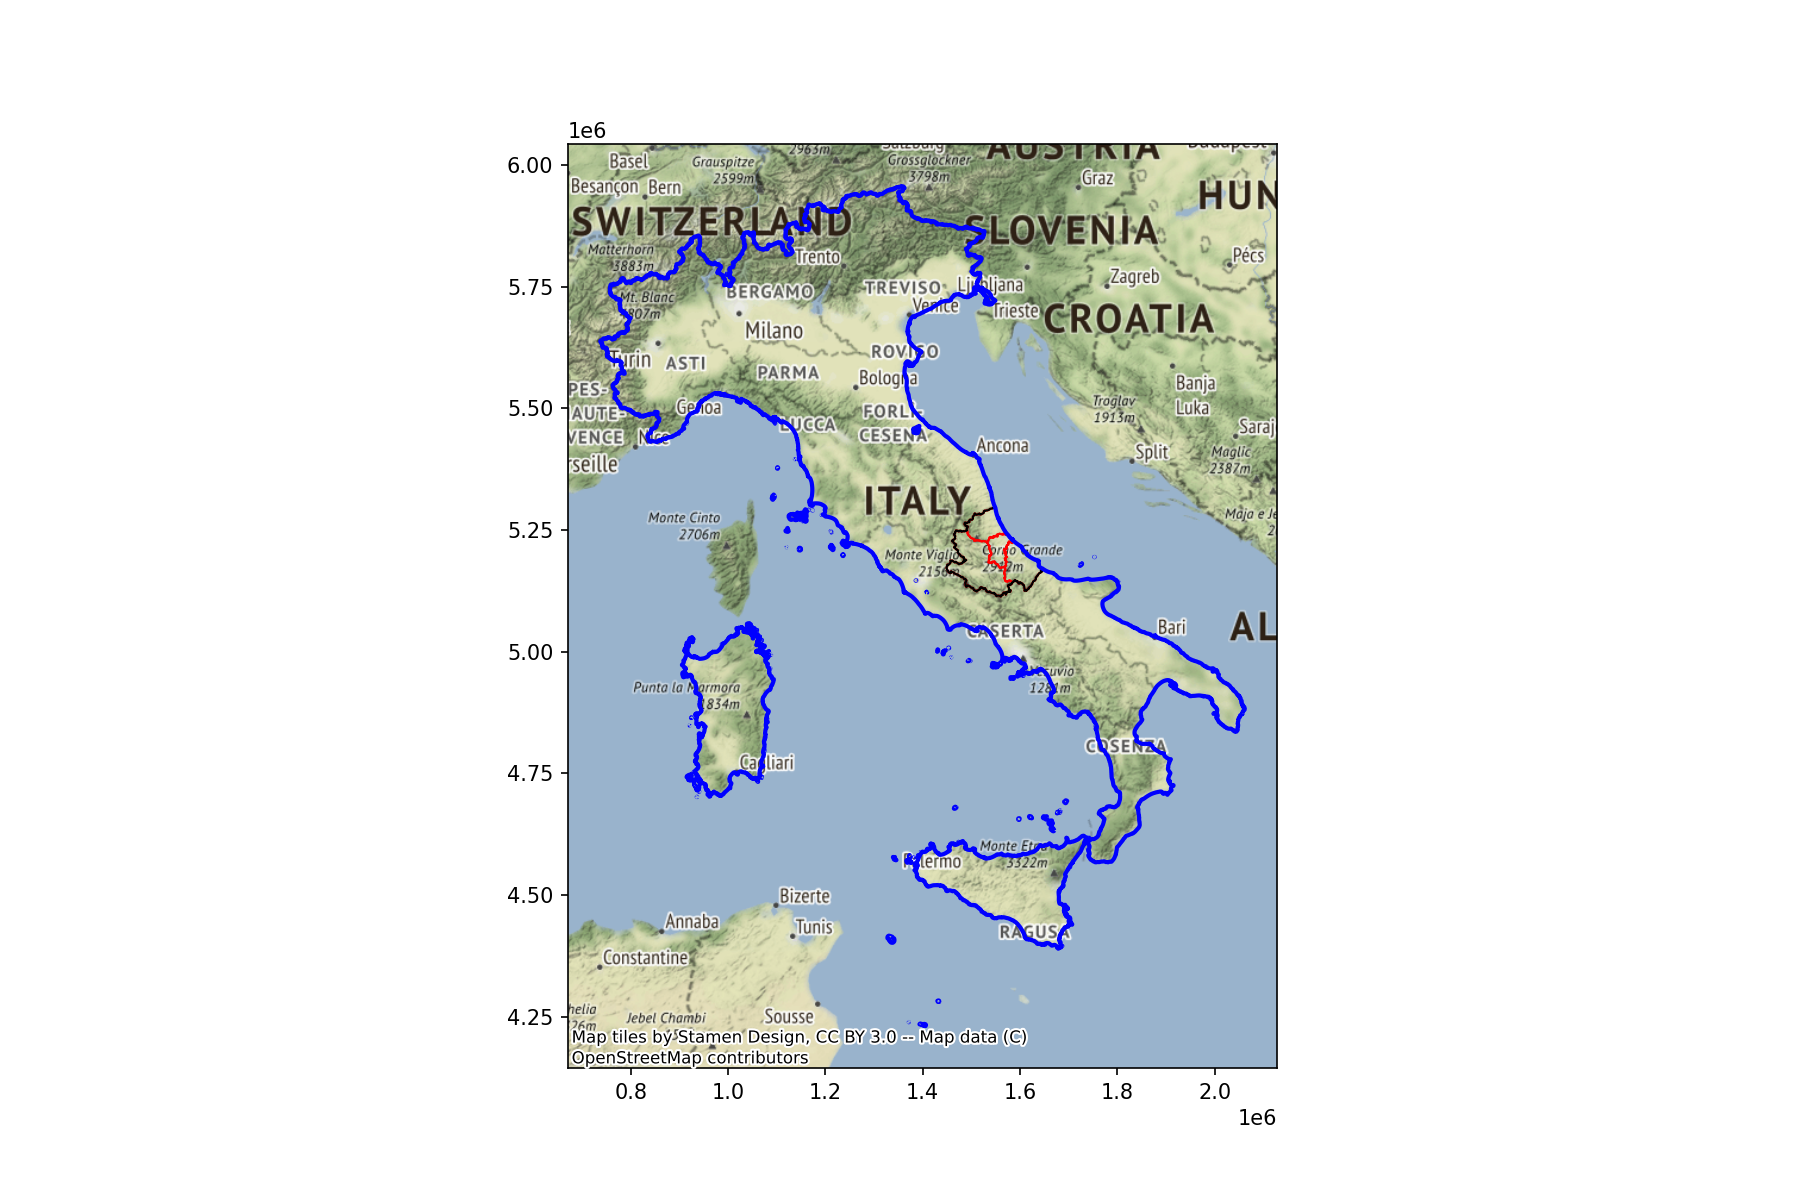 1e6
6.00
5.75
5.50
5.25
5.00
4.75
4.50
4.25
2963m
Salzburg
AUSTRIA
Budapest
Basel
Grauspitze
2599m
Grossglockner
3798m
Graz
Besançon
Bern
HUN
SWITZERLAND
SLOVENIA
Matterhorn
3883m
Trento
Pécs
Zagreb
BERGAMO
TREVISO
Ljubljana
Mt. Blanc
4807m
Venice
Trieste
CROATIA
Milano
Turin
ASTI
ROVIGO
PARMA
Bologna
Banja
Luka
PES-
AUTE-
VENCE
Genoa
LUCCA
FORLÌ-
CESENA
Troglav
1913m
Saraj
Nice
Ancona
Split
Maglic
2387m
rseille
ITALY
Monte Cinto
2706m
Maja e Je
2
Monte Viglio
2156m
Corno Grande
2912m
CASERTA
Bari
AL
Vesuvio
1281m
Punta la Marmora
1834m
COSENZA
Cagliari
Monte Etna
3322m
Palermo
Bizerte
Annaba
Tunis
RAGUSA
Constantine
helia
26m
Jebel Chambi
Sousse
Map tiles by Stamen Design, CC BY 3.0 -- Map data (C)
OpenStreetMap contributors
0.8 1.0 1.2 1.4 1.6 1.8 2.0
1e6